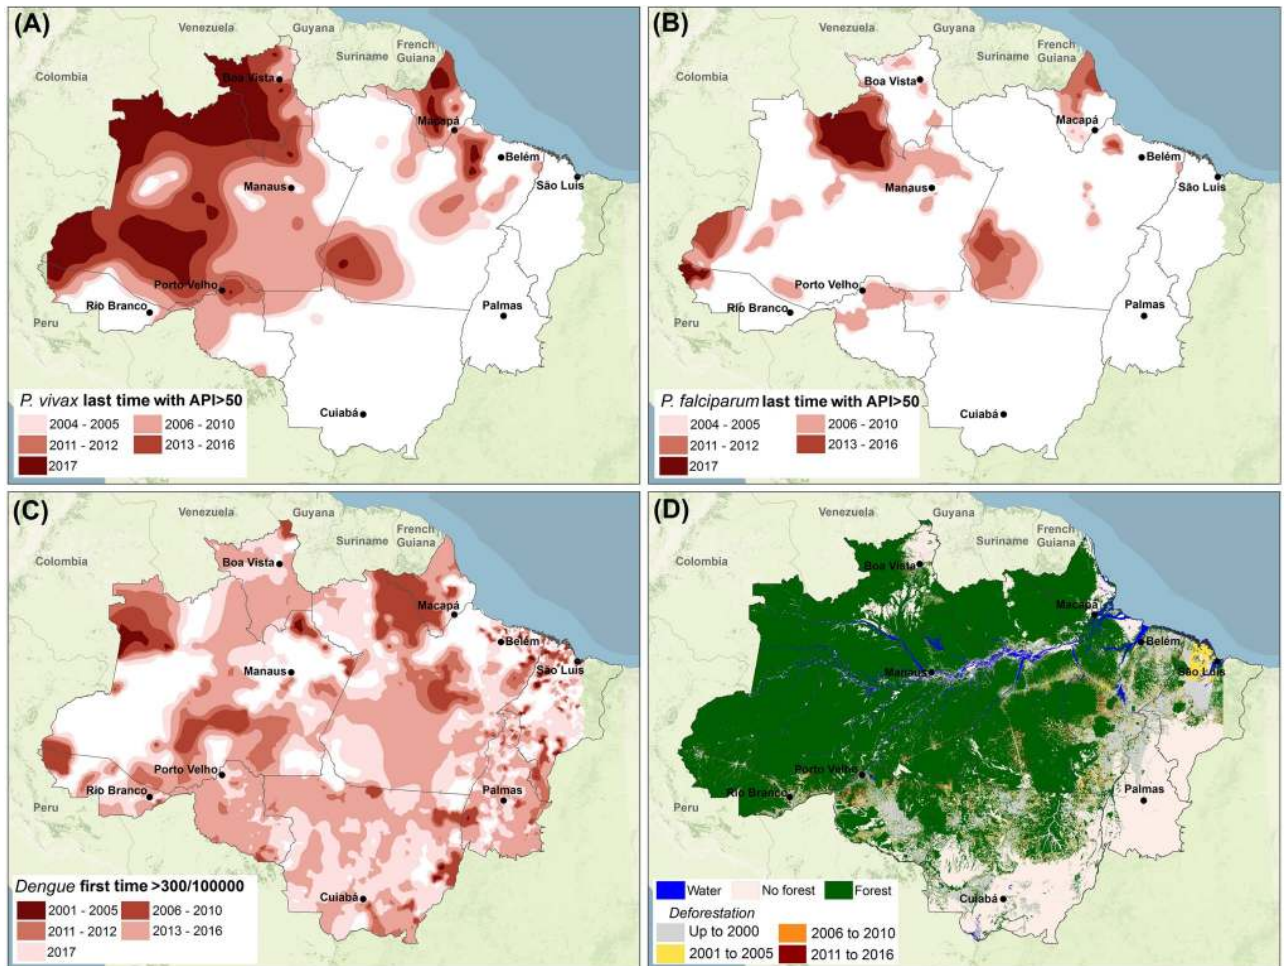 (A)
Venezuela
Guyana
Suriname
French
Guiana
Colombia
Boa Vista
Macapá
Belém
São Luis
Manaus
Porto Velho
Rio Branco
Peru
Palmas
Cuiabá
P. vivax last time with API>50
2004 - 2005 2006 - 2010
2011 - 2012 2013 - 2016
2017
(B)
Venezuela
Guyana
Suriname
French
Guiana
Colombia
Boa Vista
Macapá
Belém
São Luis
Manaus
Porto Velho
Rio Branco
Peru
Palmas
Cuiabá
P. falciparum last time with API>50
2004 - 2005 2006 - 2010
2011 - 2012 2013 - 2016
2017
(C)
Venezuela
Guyana
Suriname
French
Guiana
Colombia
Boa Vista
Macapá
Belém
São Luis
Manaus
Porto Velho
Rio Branco
Peru
Palmas
Cuiabá
Dengue first time >300/100000
2001 - 2005 2006 - 2010
2011 - 2012 2013 - 2016
2017
(D)
Venezuela
Guyana
Suriname
French
Guiana
Colombia
Boa Vista
Macapá
Belém
São Luis
Manaus
Porto Velho
Rio Branco
Peru
Palmas
Cuiabá
Water No forest Forest
Deforestation
Up to 2000 2006 to 2010
2001 to 2005 2011 to 2016